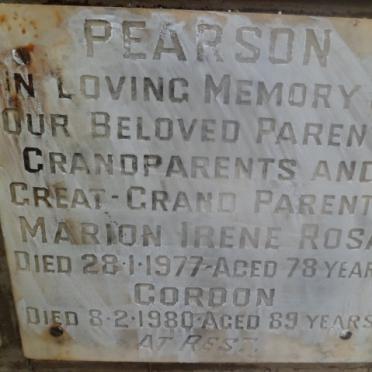 PEARSON
IN LOVING MEMORY
OUR BELOVED PAREN
GRANDPARENTS AND
GREAT-GRAND PARENT
MARION IRENE ROSA
DIED 28·1·1977-AGED 78 YEAR
GORDON
DIED 8·2·1980·AGED 89 YEARS
AT REST.